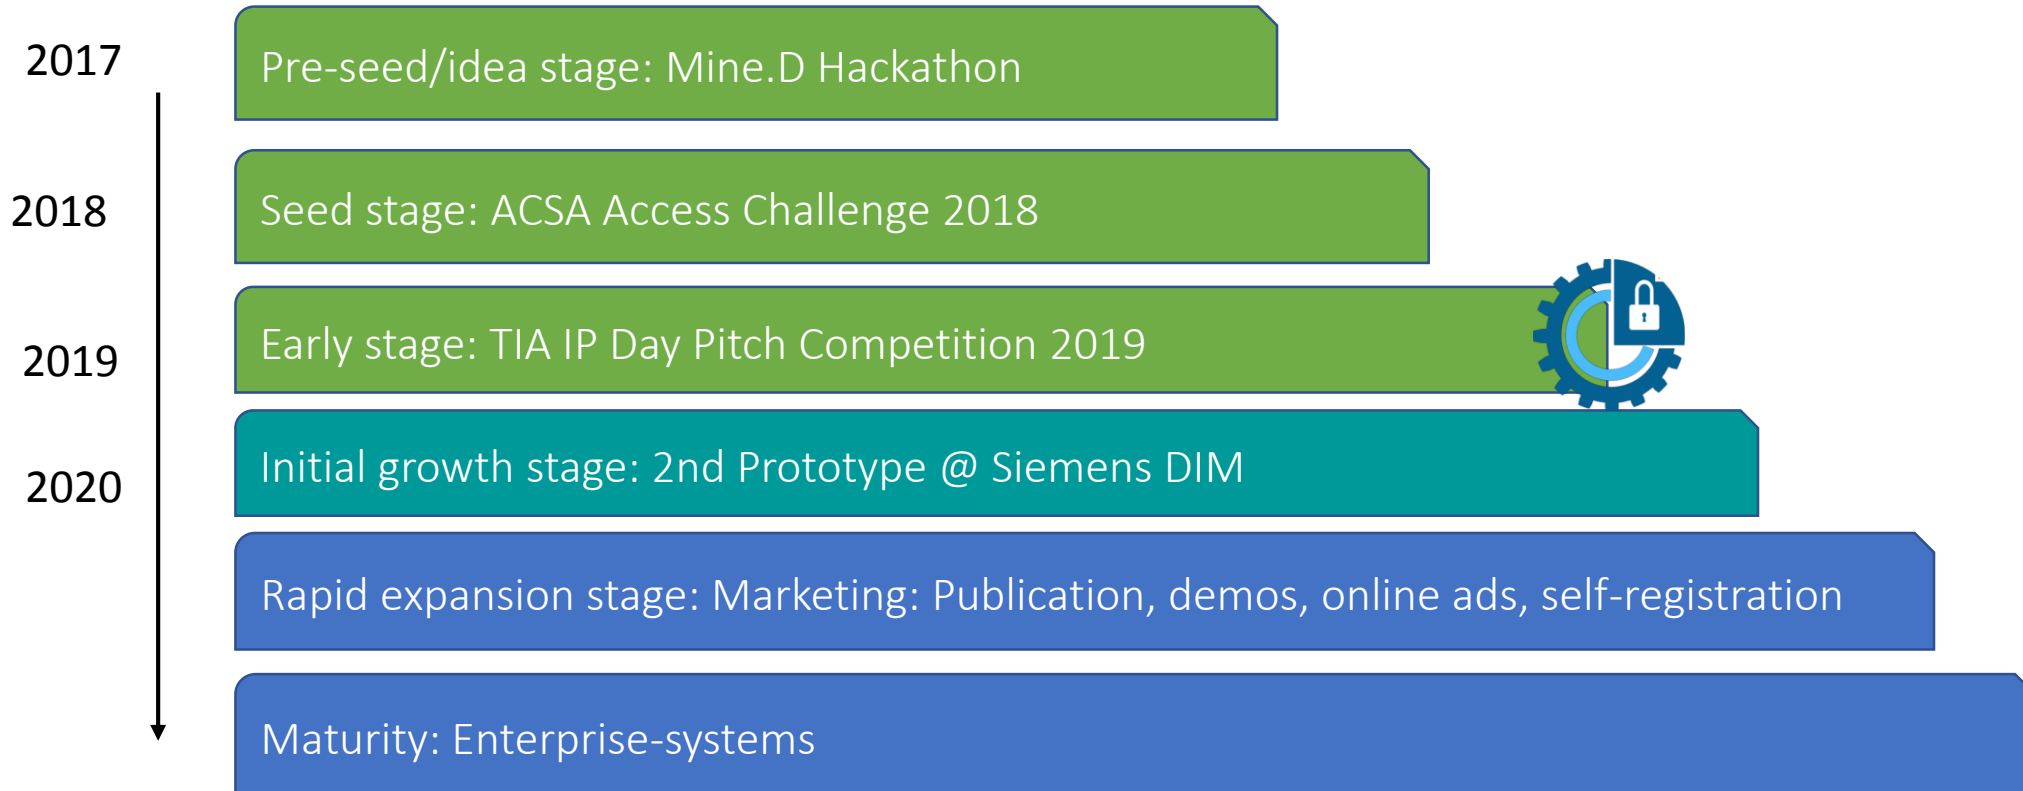 2017
Pre-seed/idea stage: Mine.D Hackathon
2018
Seed stage: ACSA Access Challenge 2018
2019
Early stage: TIA IP Day Pitch Competition 2019
2020
Initial growth stage: 2nd Prototype @ Siemens DIM
Rapid expansion stage: Marketing: Publication, demos, online ads, self-registration
Maturity: Enterprise-systems